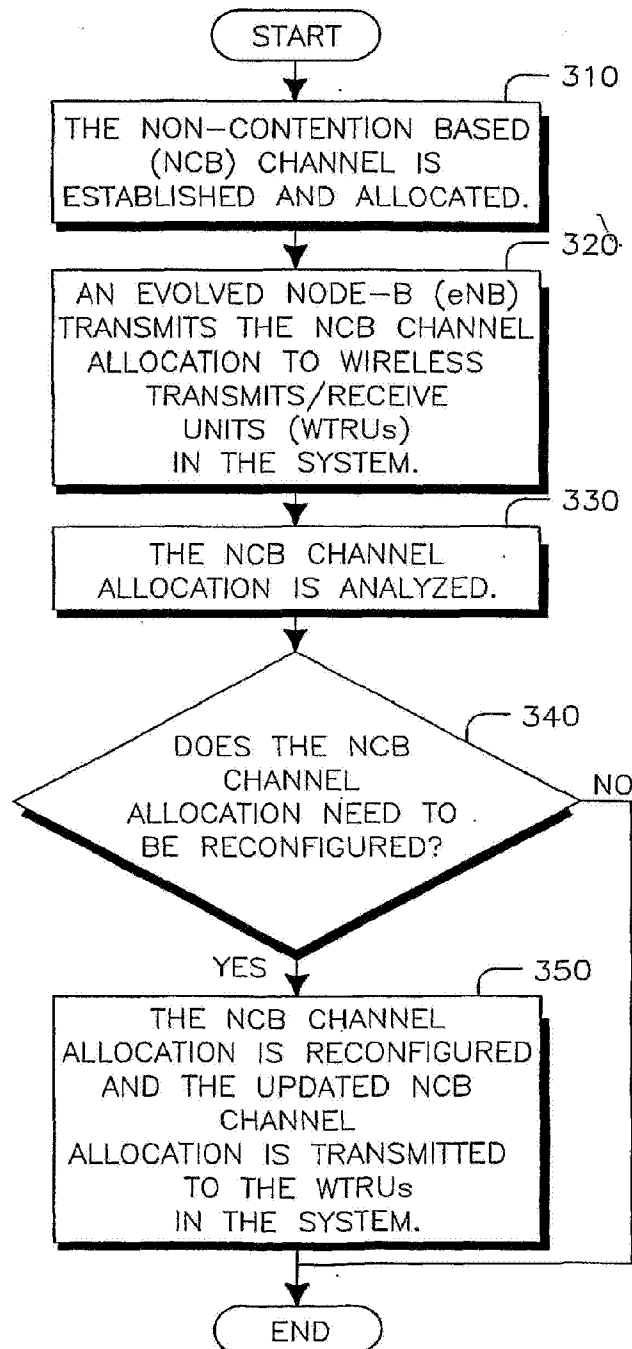 START
310
THE NON-CONTENTION BASED
(NCB) CHANNEL IS
ESTABLISHED AND ALLOCATED.
320
AN EVOLVED NODE-B (eNB)
TRANSMITS THE NCB CHANNEL
ALLOCATION TO WIRELESS
TRANSMITS/RECEIVE
UNITS (WTRUs)
IN THE SYSTEM.
330
THE NCB CHANNEL
ALLOCATION IS ANALYZED.
340
DOES THE NCB
CHANNEL
ALLOCATION NEED TO
BE RECONFIGURED?
NO
YES
350
THE NCB CHANNEL
ALLOCATION IS RECONFIGURED
AND THE UPDATED NCB
CHANNEL
ALLOCATION IS TRANSMITTED
TO THE WTRUs
IN THE SYSTEM.
END